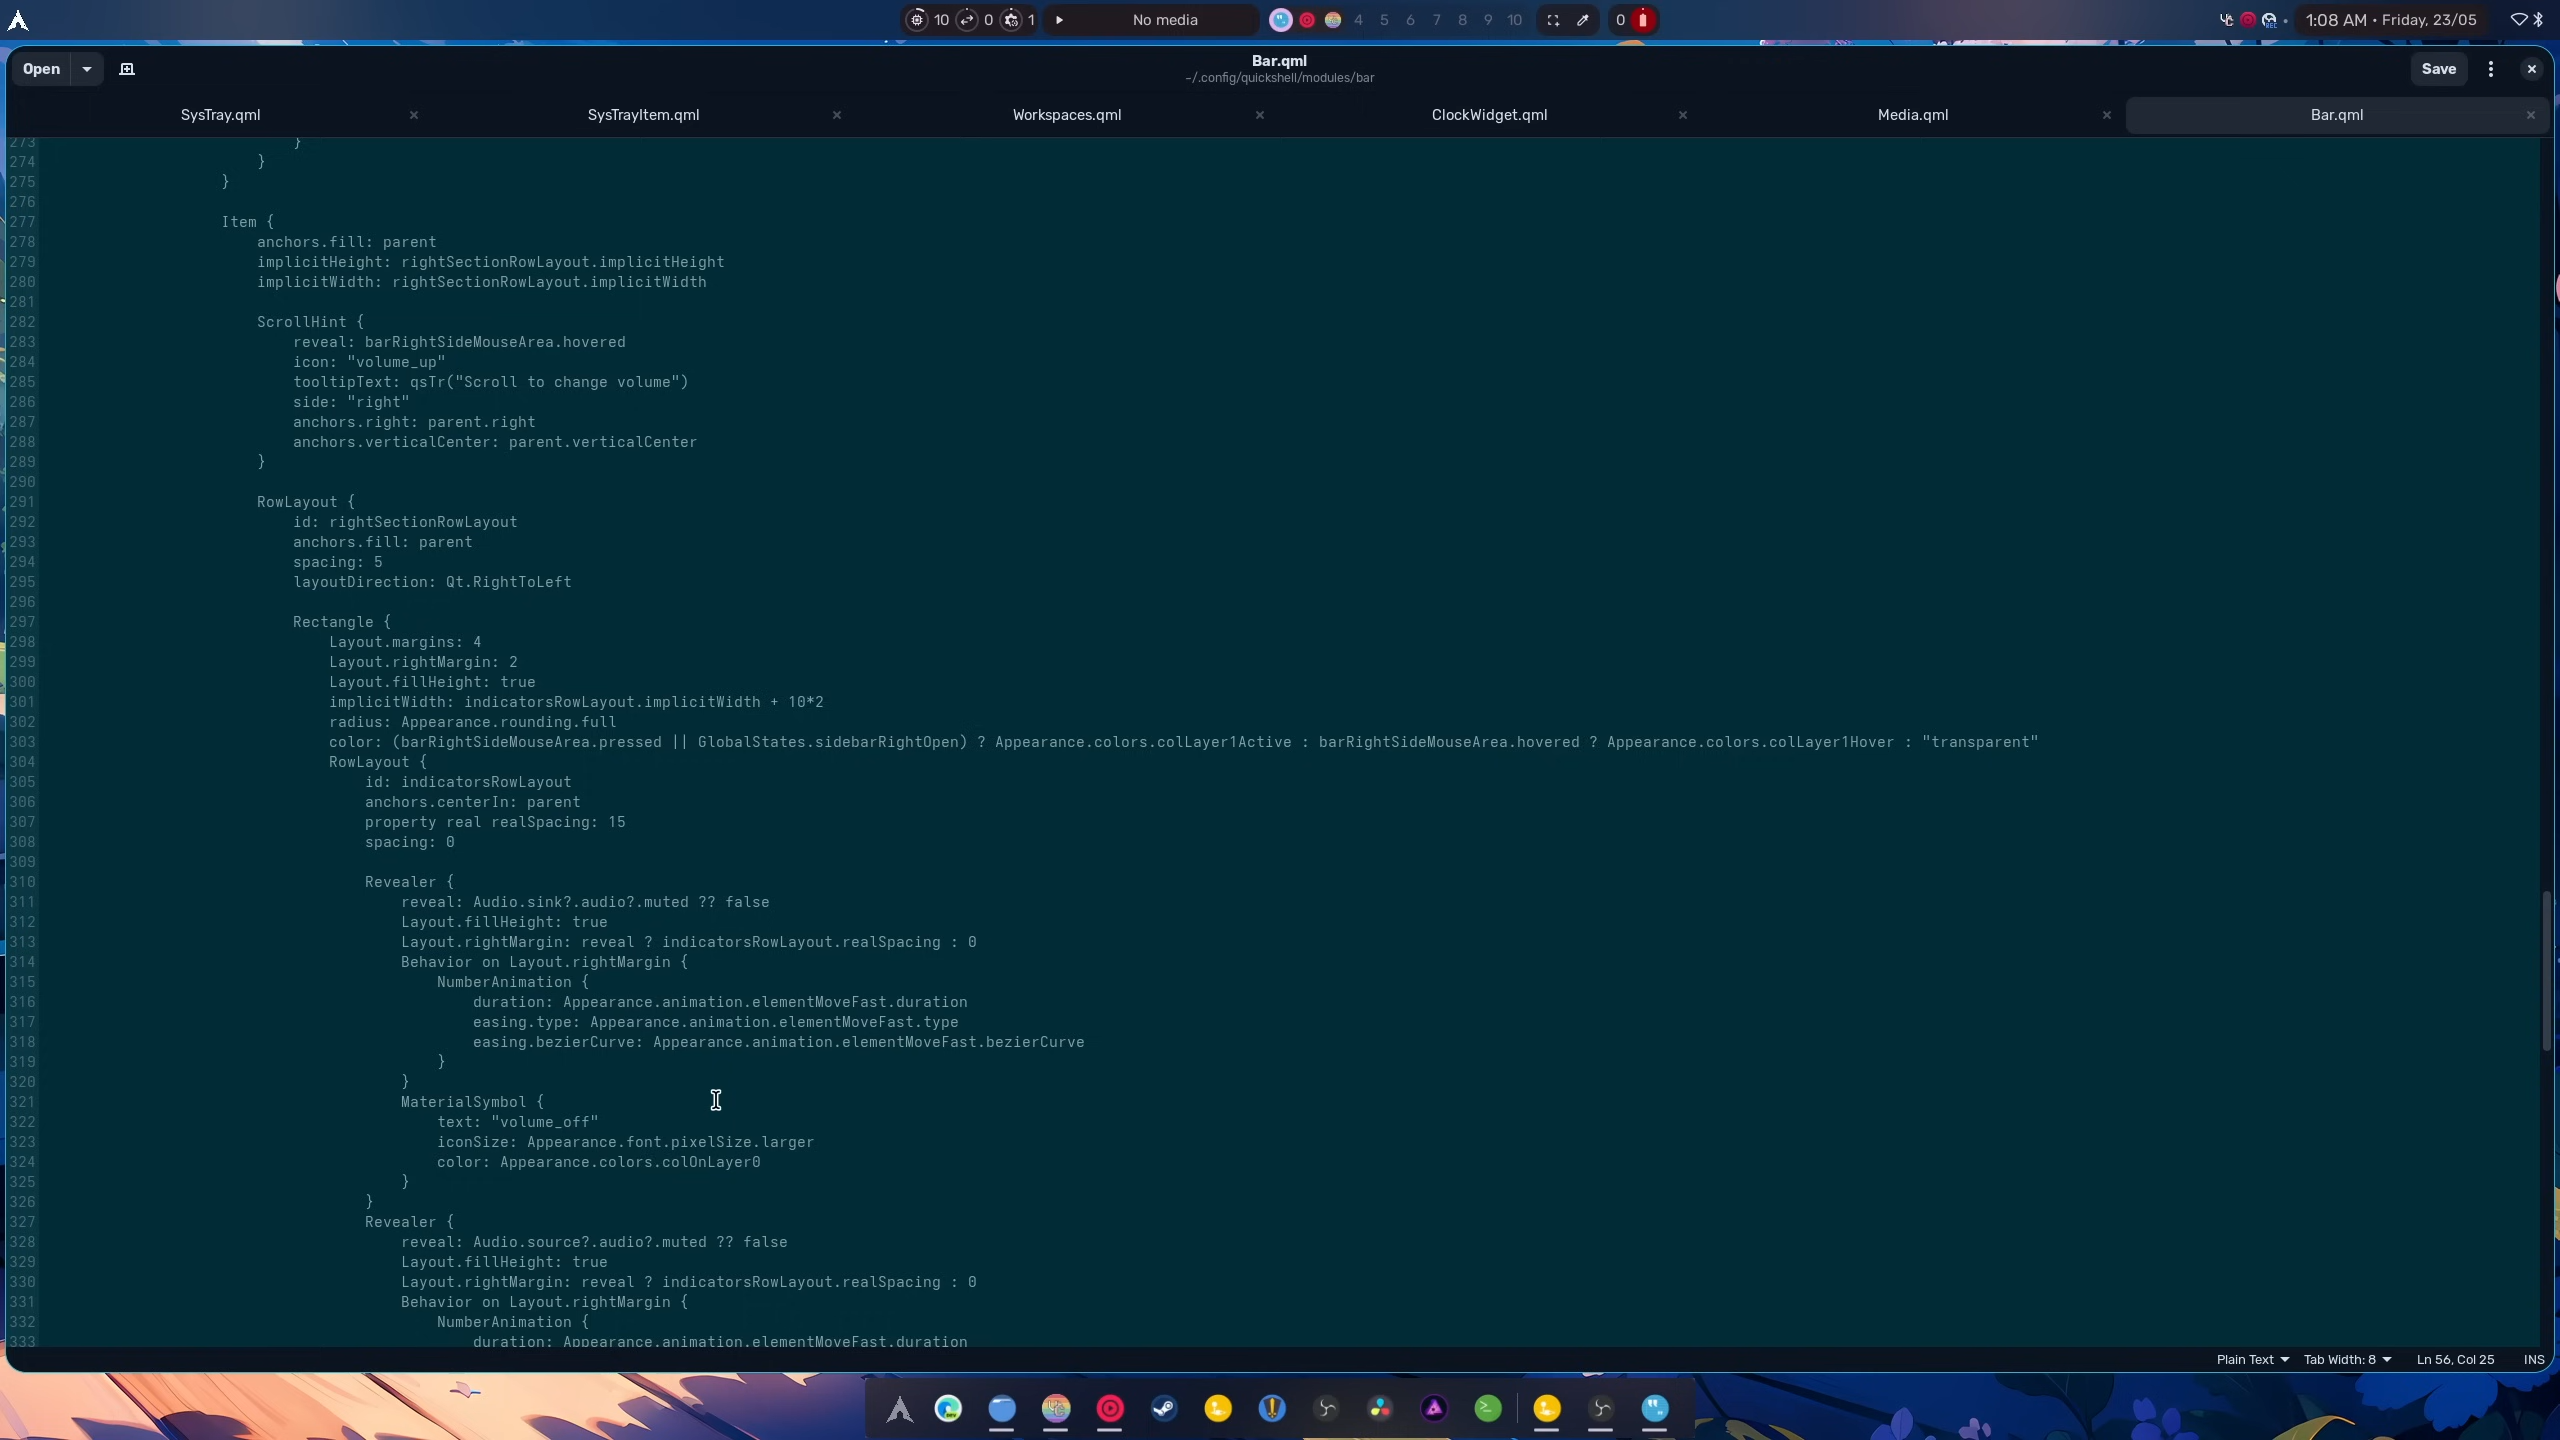 10 0 1 No media 4 5 6 7 8 9 10 0 1:08 AM • Friday, 23/05
Open Bar.qml Save
~/.config/quickshell/modules/bar
SysTray.qml SysTrayItem.qml Workspaces.qml ClockWidget.qml Media.qml Bar.qml
273 }
274 }
275 }
276
277 Item {
278 anchors.fill: parent
279 implicitHeight: rightSectionRowLayout.implicitHeight
280 implicitWidth: rightSectionRowLayout.implicitWidth
281
282 ScrollHint {
283 reveal: barRightSideMouseArea.hovered
284 icon: "volume_up"
285 tooltipText: qsTr("Scroll to change volume")
286 side: "right"
287 anchors.right: parent.right
288 anchors.verticalCenter: parent.verticalCenter
289 }
290
291 RowLayout {
292 id: rightSectionRowLayout
293 anchors.fill: parent
294 spacing: 5
295 layoutDirection: Qt.RightToLeft
296
297 Rectangle {
298 Layout.margins: 4
299 Layout.rightMargin: 2
300 Layout.fillHeight: true
301 implicitWidth: indicatorsRowLayout.implicitWidth + 10*2
302 radius: Appearance.rounding.full
303 color: (barRightSideMouseArea.pressed || GlobalStates.sidebarRightOpen) ? Appearance.colors.colLayer1Active : barRightSideMouseArea.hovered ? Appearance.colors.colLayer1Hover : "transparent"
304 RowLayout {
305 id: indicatorsRowLayout
306 anchors.centerIn: parent
307 property real realSpacing: 15
308 spacing: 0
309
310 Revealer {
311 reveal: Audio.sink?.audio?.muted ?? false
312 Layout.fillHeight: true
313 Layout.rightMargin: reveal ? indicatorsRowLayout.realSpacing : 0
314 Behavior on Layout.rightMargin {
315 NumberAnimation {
316 duration: Appearance.animation.elementMoveFast.duration
317 easing.type: Appearance.animation.elementMoveFast.type
318 easing.bezierCurve: Appearance.animation.elementMoveFast.bezierCurve
319 }
320 }
321 MaterialSymbol {
322 text: "volume_off"
323 iconSize: Appearance.font.pixelSize.larger
324 color: Appearance.colors.colOnLayer0
325 }
326 }
327 Revealer {
328 reveal: Audio.source?.audio?.muted ?? false
329 Layout.fillHeight: true
330 Layout.rightMargin: reveal ? indicatorsRowLayout.realSpacing : 0
331 Behavior on Layout.rightMargin {
332 NumberAnimation {
333 duration: Appearance.animation.elementMoveFast.duration
Plain Text Tab Width: 8 Ln 56, Col 25 INS